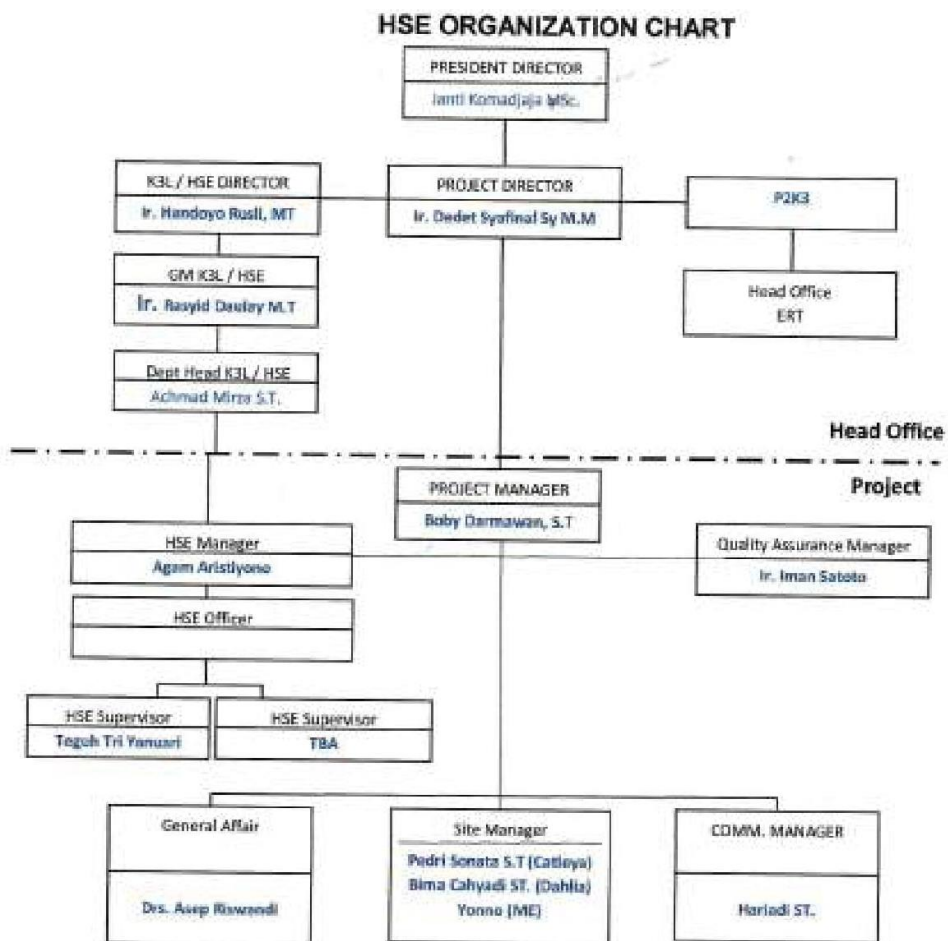 HSE ORGANIZATION CHART
PRESIDENT DIRECTOR
Janti Komadjaja MSc.
K3L / HSE DIRECTOR
Ir. Handoyo Rusli, MT
PROJECT DIRECTOR
Ir. Dedet Syafinal Sy M.M
P2K3
GM K3L / HSE
Ir. Rasyid Daulay M.T
Head Office
ERT
Dept Head K3L / HSE
Achmad Mirza S.T.
Head Office
Project
PROJECT MANAGER
Boby Darmawan, S.T
HSE Manager
Agam Aristiyono
Quality Assurance Manager
Ir. Iman Satoto
HSE Officer
HSE Supervisor
Teguh Tri Yanuari
HSE Supervisor
TBA
General Affair
Drs. Asep Riswandi
Site Manager
Pedri Sonata S.T (Catleya)
Bima Cahyadi ST. (Dahlia)
Yonno (ME)
COMM. MANAGER
Hariadi ST.